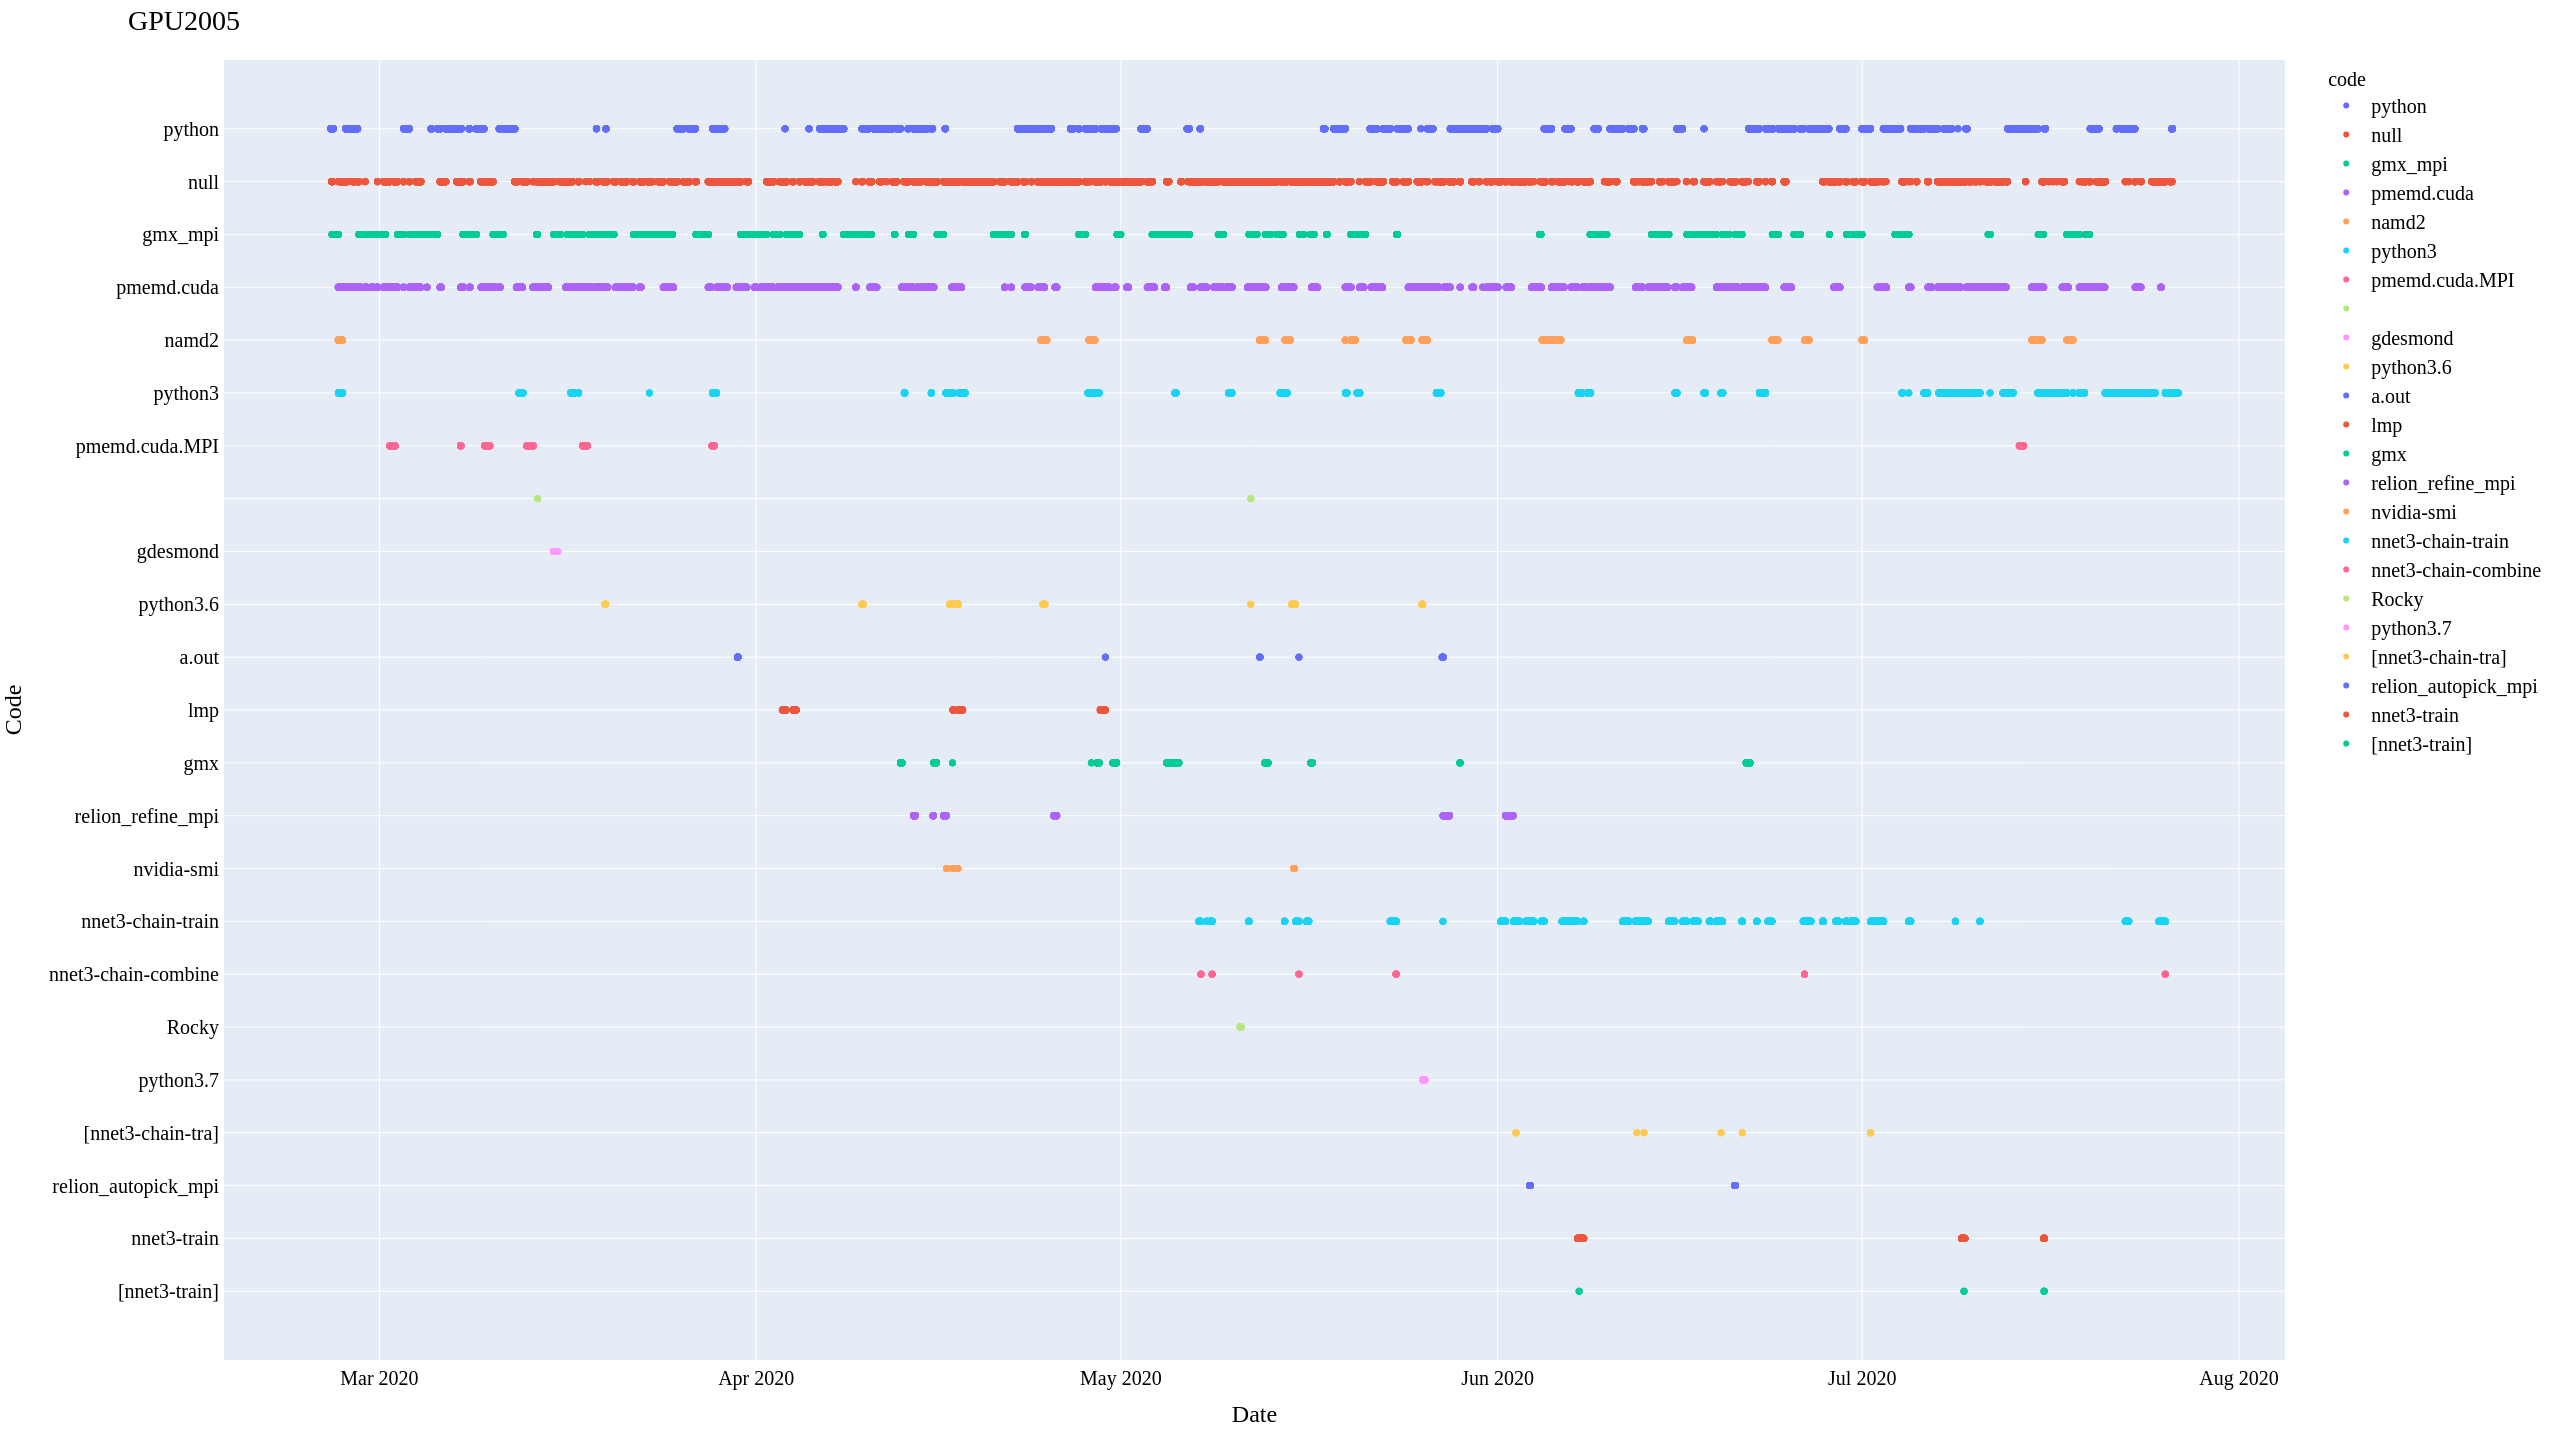 GPU2005
python
null
gmx_mpi
pmemd.cuda
namd2
python3
pmemd.cuda.MPI
gdesmond
python3.6
a.out
lmp
gmx
relion_refine_mpi
nvidia-smi
nnet3-chain-train
nnet3-chain-combine
Rocky
python3.7
[nnet3-chain-tra]
relion_autopick_mpi
nnet3-train
[nnet3-train]
Code
Mar 2020
Apr 2020
May 2020
Jun 2020
Jul 2020
Aug 2020
Date
code
python
null
gmx_mpi
pmemd.cuda
namd2
python3
pmemd.cuda.MPI
gdesmond
python3.6
a.out
lmp
gmx
relion_refine_mpi
nvidia-smi
nnet3-chain-train
nnet3-chain-combine
Rocky
python3.7
[nnet3-chain-tra]
relion_autopick_mpi
nnet3-train
[nnet3-train]